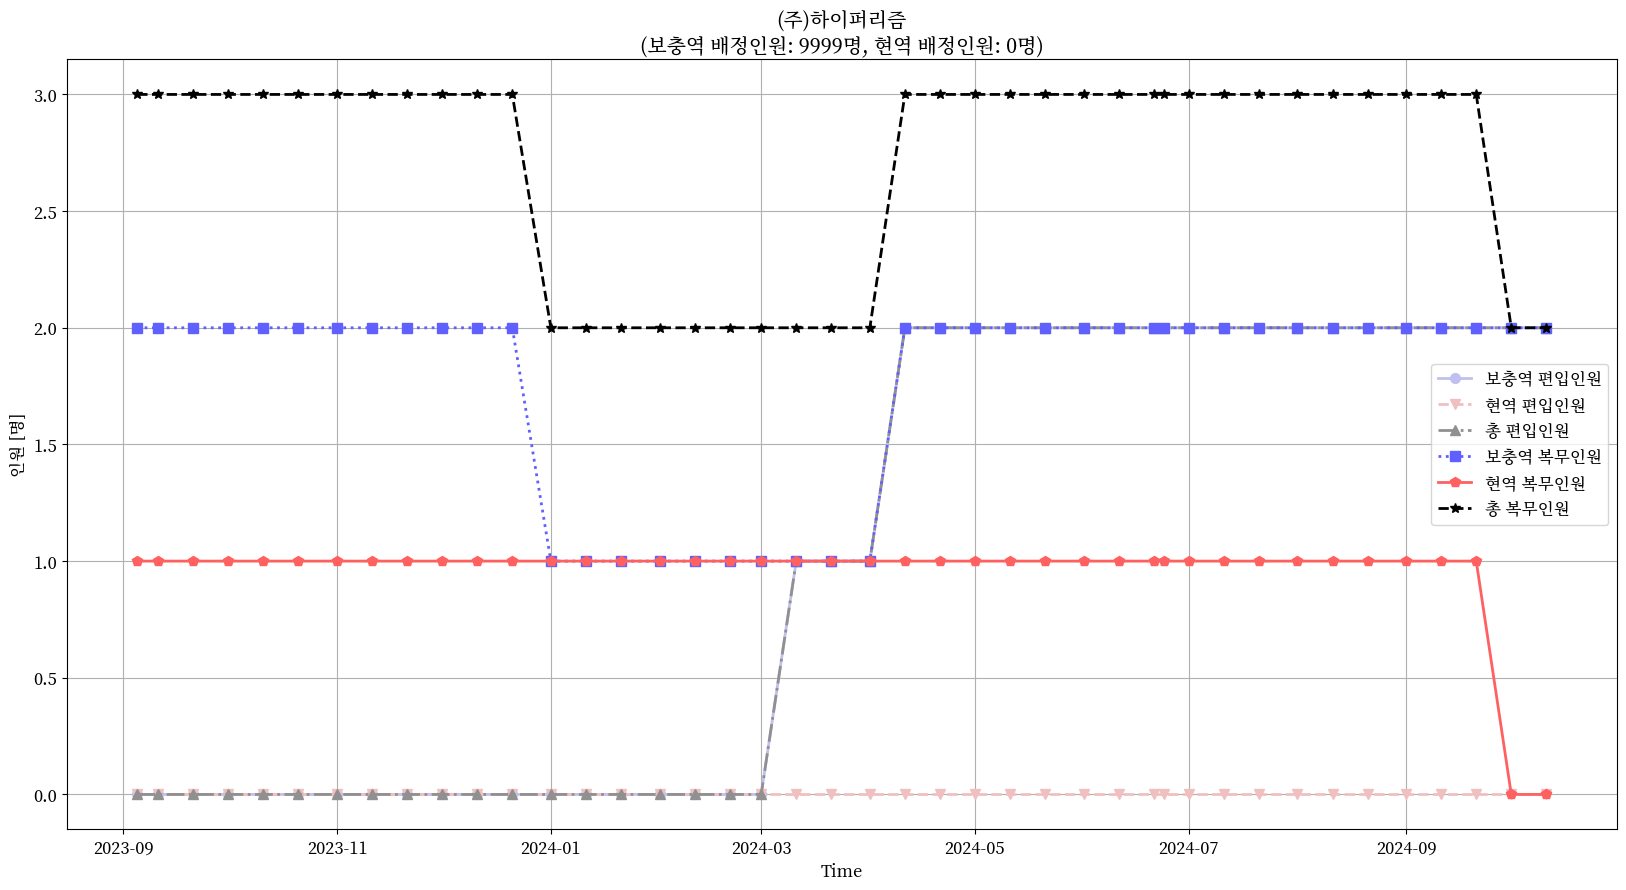 (주)하이퍼리즘
(보충역 배정인원: 9999명, 현역 배정인원: 0명)
3.0
2.5
2.0
1.5
1.0
0.5
0.0
인원 [명]
보충역 편입인원
현역 편입인원
총 편입인원
보충역 복무인원
현역 복무인원
총 복무인원
2023-09
2023-11
2024-01
2024-03
2024-05
2024-07
2024-09
Time